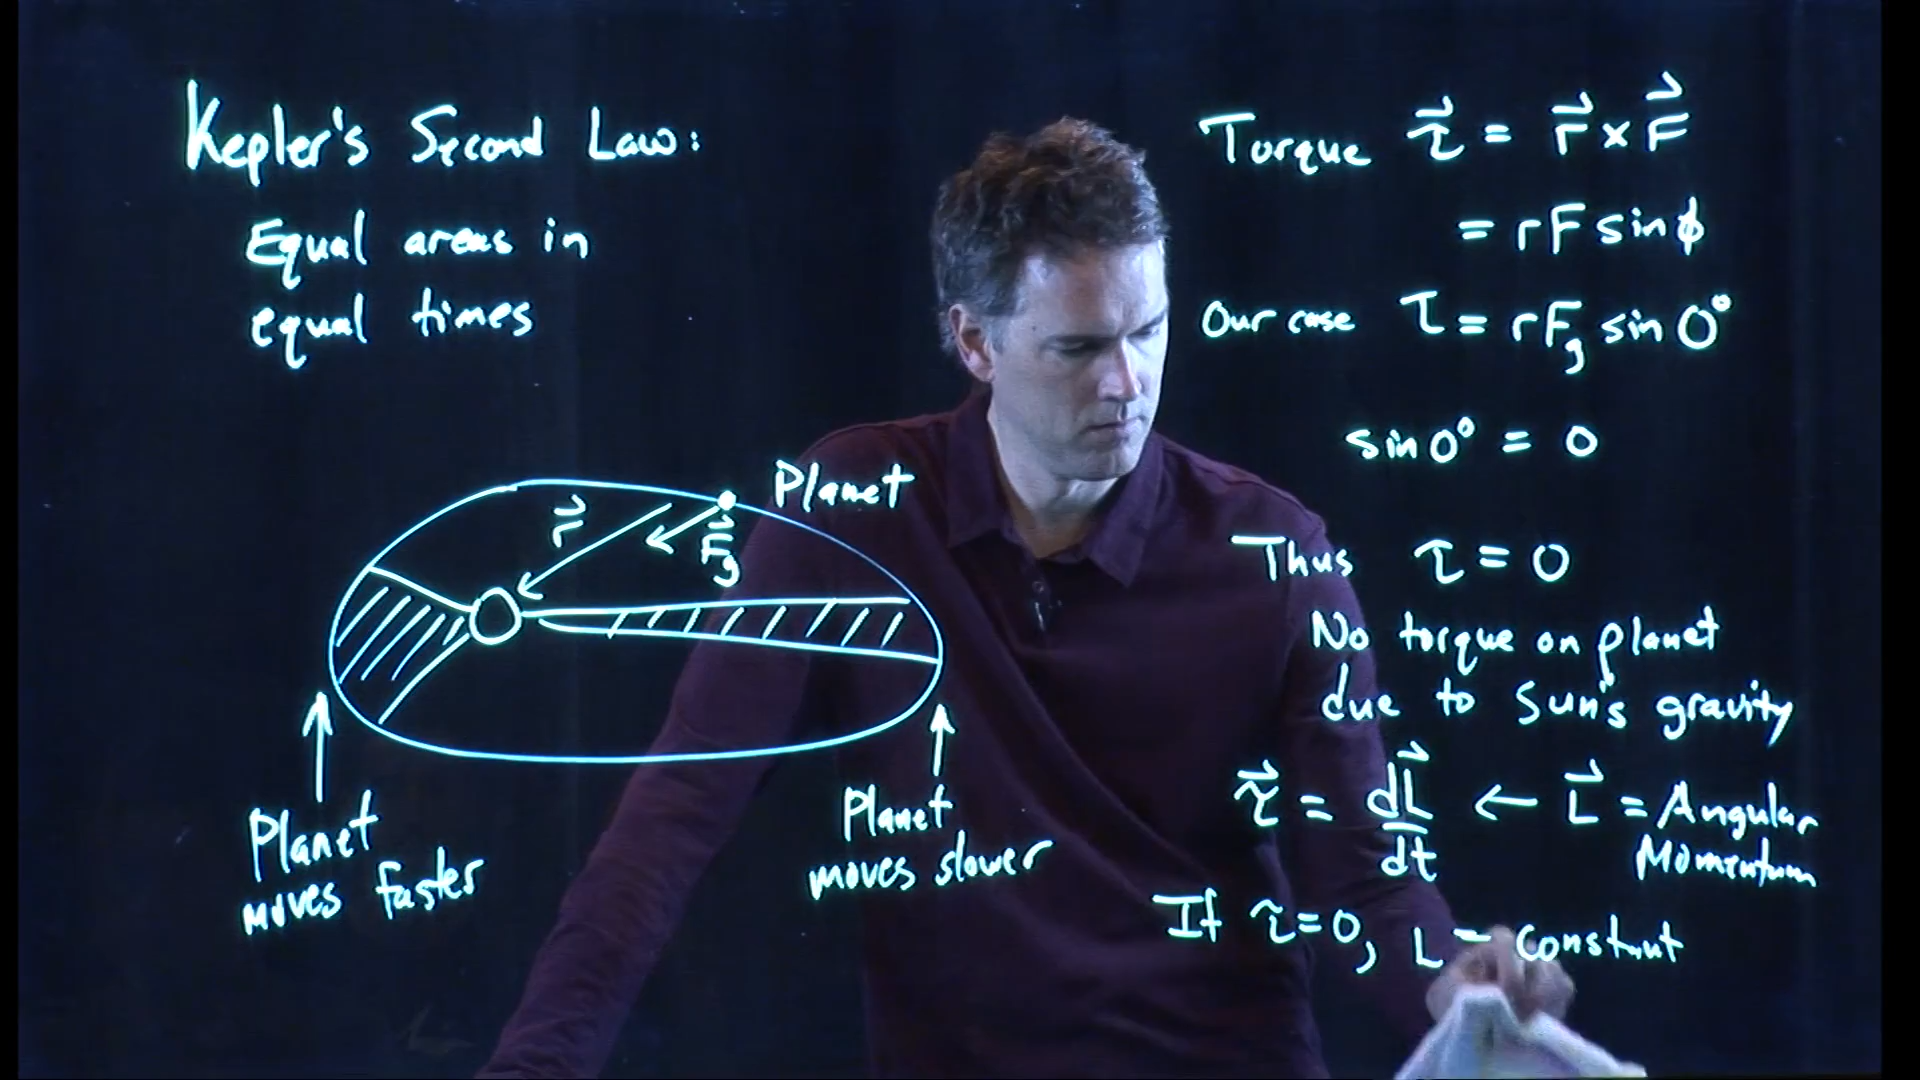 Kepler's Second Law:
Equal areas in
equal times
Planet
r⃗
F⃗g
Planet
moves faster
Planet
moves slower
Torque τ⃗ = r⃗ × F⃗
= rF sin ϕ
Our case τ = rFg sin 0°
sin 0° = 0
Thus τ = 0
No torque on planet
due to Sun's gravity
τ⃗ = dL⃗/dt ← L⃗ = Angular
Momentum
If τ = 0, L = constant